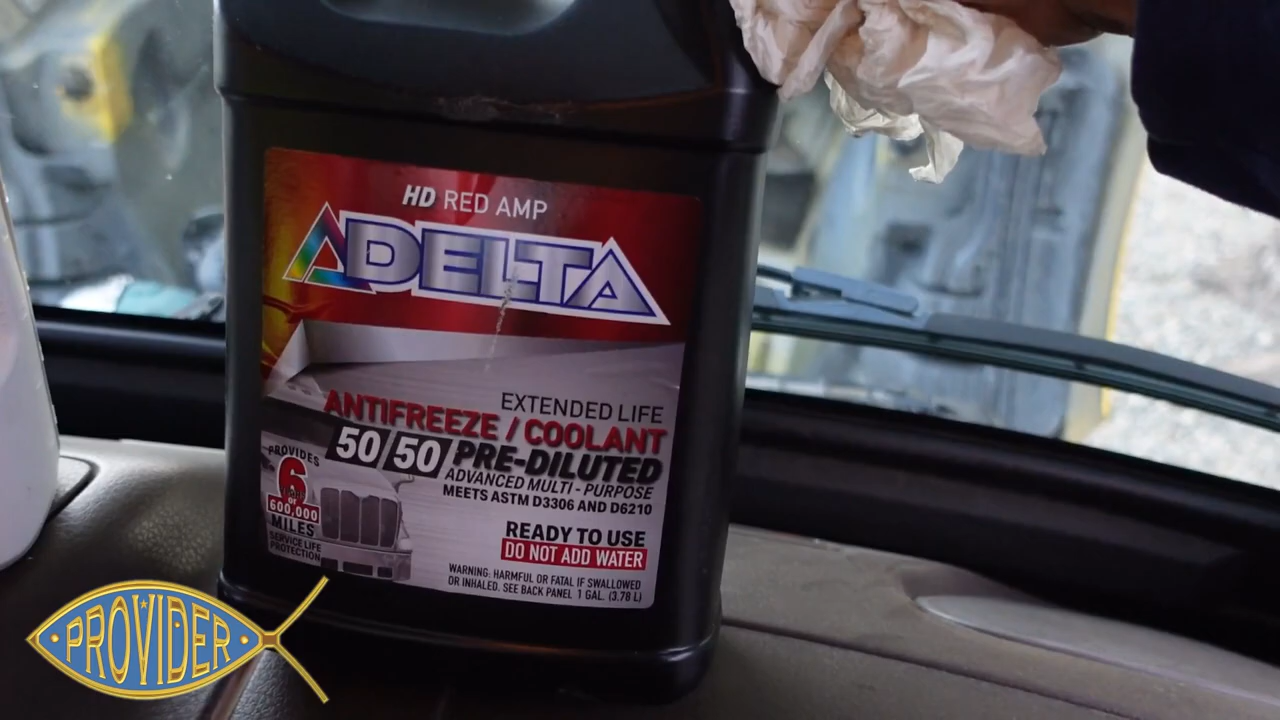 HD RED AMP
DELTA
EXTENDED LIFE
ANTIFREEZE / COOLANT
50/50 PRE-DILUTED
ADVANCED MULTI - PURPOSE
MEETS ASTM D3306 AND D6210
PROVIDES
6
600,000
MILES
SERVICE LIFE
PROTECTION
READY TO USE
DO NOT ADD WATER
WARNING: HARMFUL OR FATAL IF SWALLOWED
OR INHALED. SEE BACK PANEL 1 GAL. (3,78 L)
PROVIDER